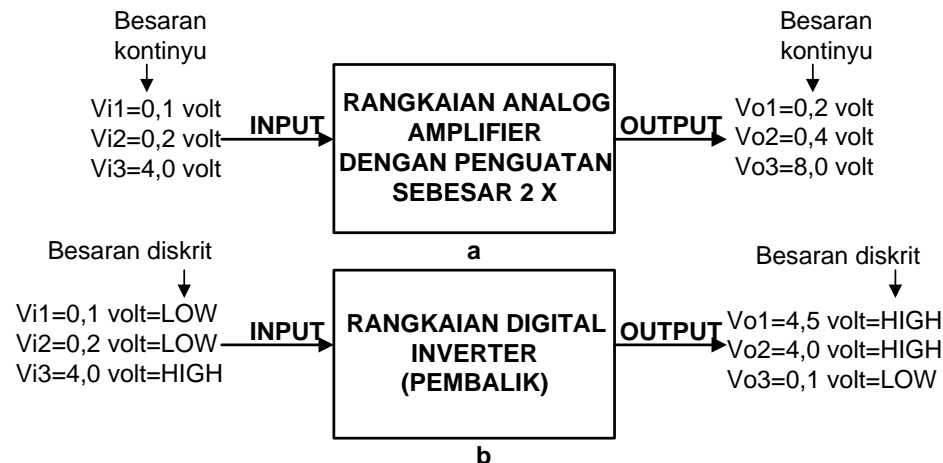 Besaran
kontinyu
Vi1=0,1 volt
Vi2=0,2 volt
Vi3=4,0 volt
INPUT
RANGKAIAN ANALOG
AMPLIFIER
DENGAN PENGUATAN
SEBESAR 2 X
OUTPUT
Besaran
kontinyu
Vo1=0,2 volt
Vo2=0,4 volt
Vo3=8,0 volt
a
Besaran diskrit
Vi1=0,1 volt=LOW
Vi2=0,2 volt=LOW
Vi3=4,0 volt=HIGH
INPUT
RANGKAIAN DIGITAL
INVERTER
(PEMBALIK)
OUTPUT
Besaran diskrit
Vo1=4,5 volt=HIGH
Vo2=4,0 volt=HIGH
Vo3=0,1 volt=LOW
b